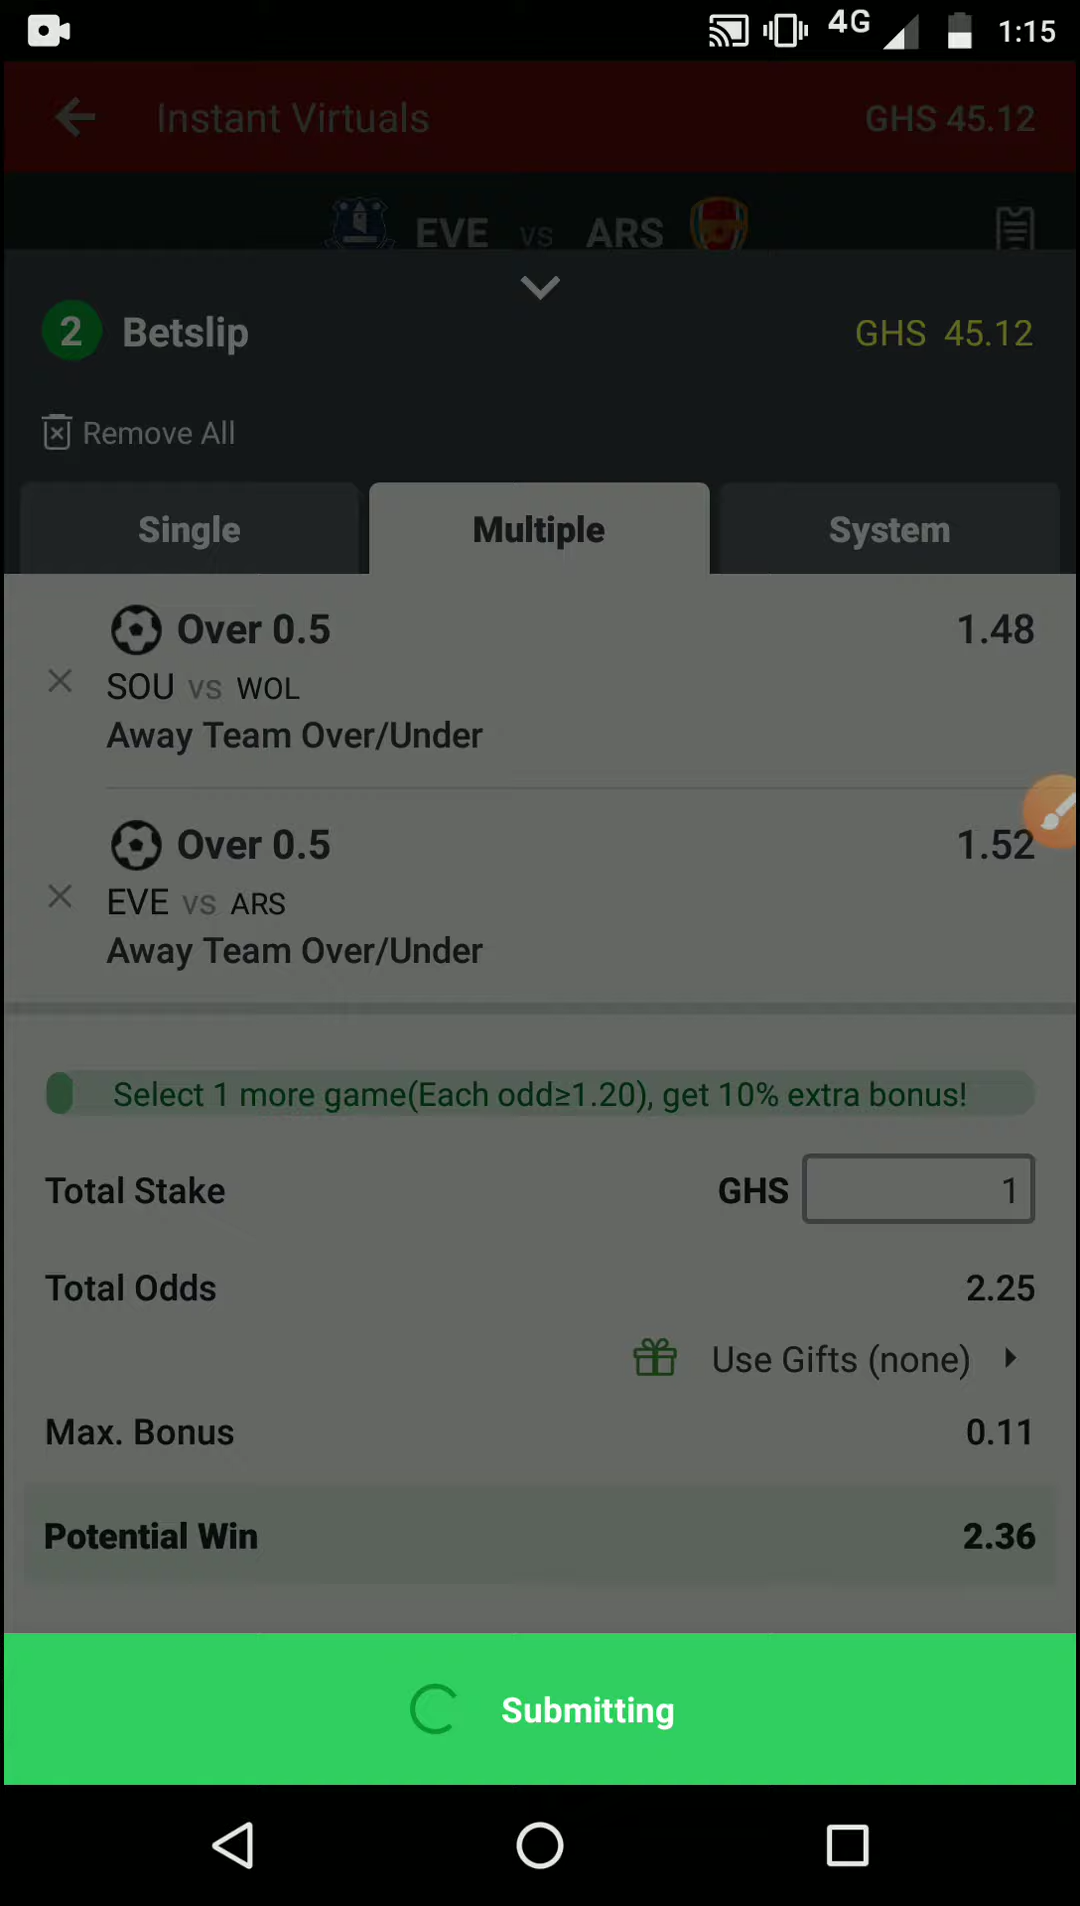 4G 1:15
Instant Virtuals GHS 45.12
EVE vs ARS
2 Betslip GHS 45.12
Remove All
Single Multiple System
Over 0.5 1.48
SOU vs WOL
Away Team Over/Under
Over 0.5 1.52
EVE vs ARS
Away Team Over/Under
Select 1 more game(Each odd≥1.20), get 10% extra bonus!
Total Stake GHS 1
Total Odds 2.25
Use Gifts (none)
Max. Bonus 0.11
Potential Win 2.36
Submitting